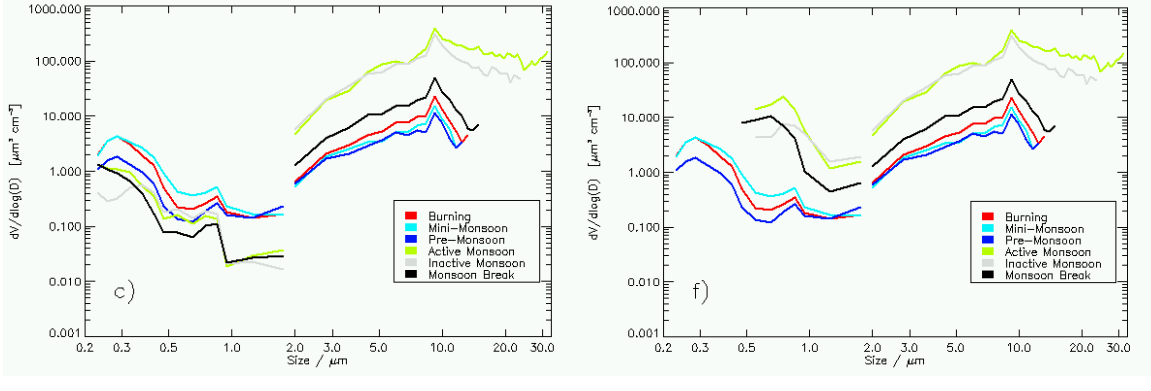 1000.000
100.000
10.000
1.000
0.100
0.010
0.001
dV/dlog(D) [μm³ cm⁻³]
0.2 0.3 0.5 1.0 2.0 3.0 5.0 10.0 30.0
Size / μm
Burning
Mini-Monsoon
Pre-Monsoon
Active Monsoon
Inactive Monsoon
Monsoon Break
c)
1000.000
100.000
10.000
1.000
0.100
0.010
0.001
dV/dlog(D) [μm³ cm⁻³]
0.2 0.3 0.5 1.0 2.0 3.0 5.0 10.0 30.0
Size / μm
Burning
Mini-Monsoon
Pre-Monsoon
Active Monsoon
Inactive Monsoon
Monsoon Break
f)